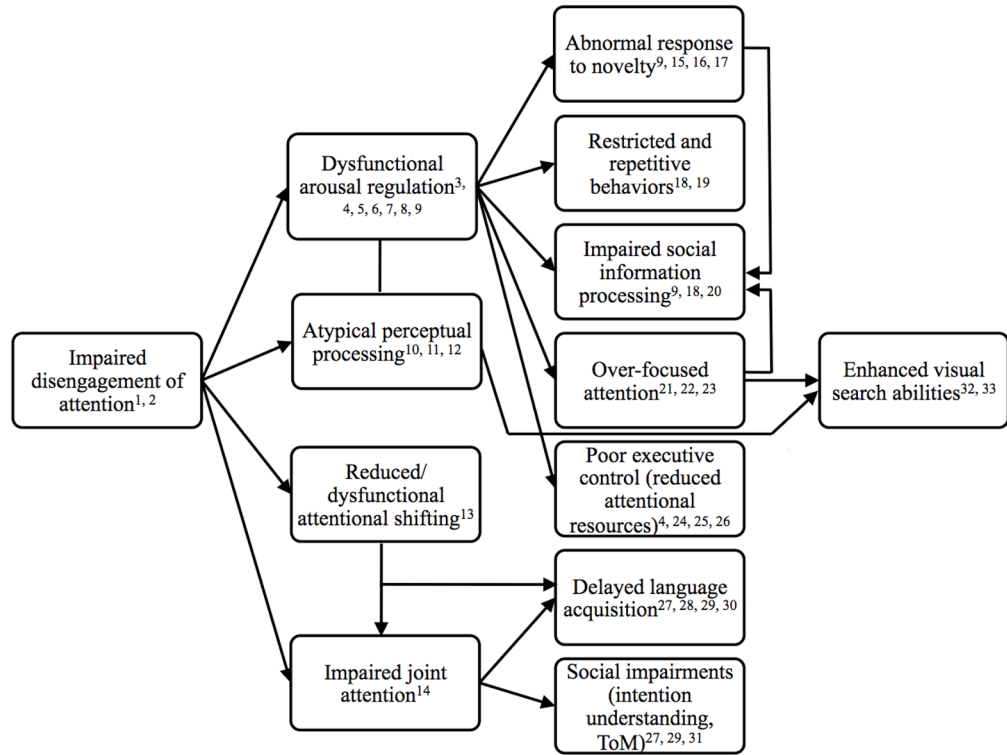 Impaired
disengagement of
attention1, 2
Dysfunctional
arousal regulation3,
4, 5, 6, 7, 8, 9
Atypical perceptual
processing10, 11, 12
Reduced/
dysfunctional
attentional shifting13
Impaired joint
attention14
Abnormal response
to novelty9, 15, 16, 17
Restricted and
repetitive
behaviors18, 19
Impaired social
information
processing9, 18, 20
Over-focused
attention21, 22, 23
Poor executive
control (reduced
attentional
resources)4, 24, 25, 26
Delayed language
acquisition27, 28, 29, 30
Social impairments
(intention
understanding,
ToM)27, 29, 31
Enhanced visual
search abilities32, 33